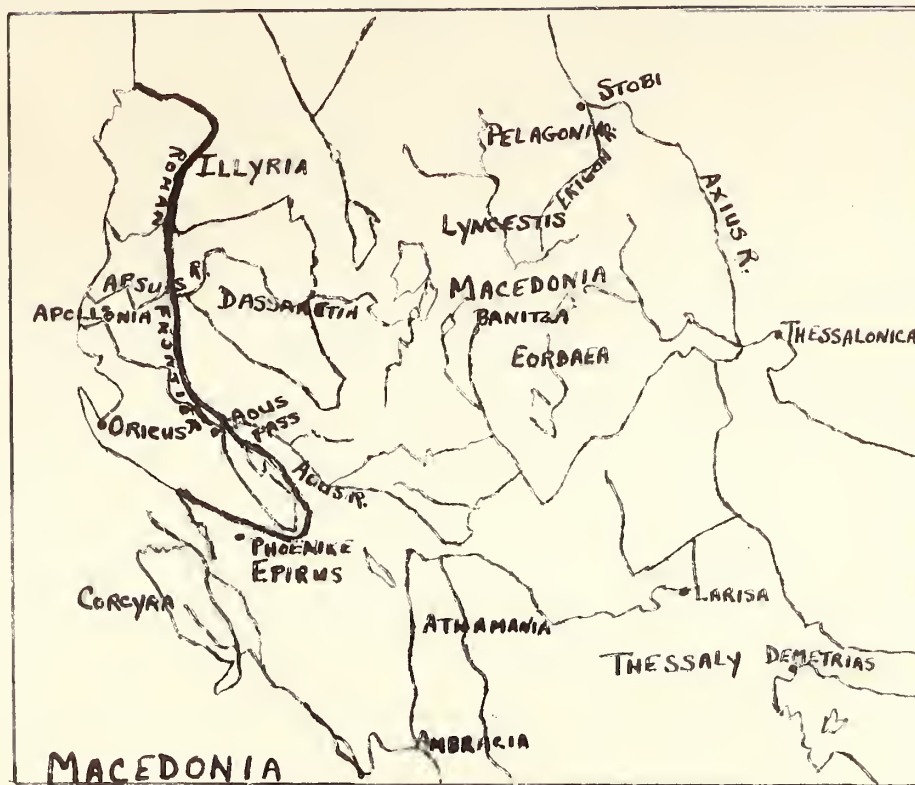 STOBI
PELAGONIA
ERIGON R.
AXIUS R.
ILLYRIA
ROMAN FRONTIER
LYNCESTIS
APSUS R.
DASSARETIA
MACEDONIA
BANITZA
APOLLONIA
EORDAEA
THESSALONICA
ORICUS
AOUS
PASS
AOUS R.
PHOENIKE
EPIRUS
CORCYRA
LARISA
ATHAMANIA
THESSALY
DEMETRIAS
AMBRACIA
MACEDONIA